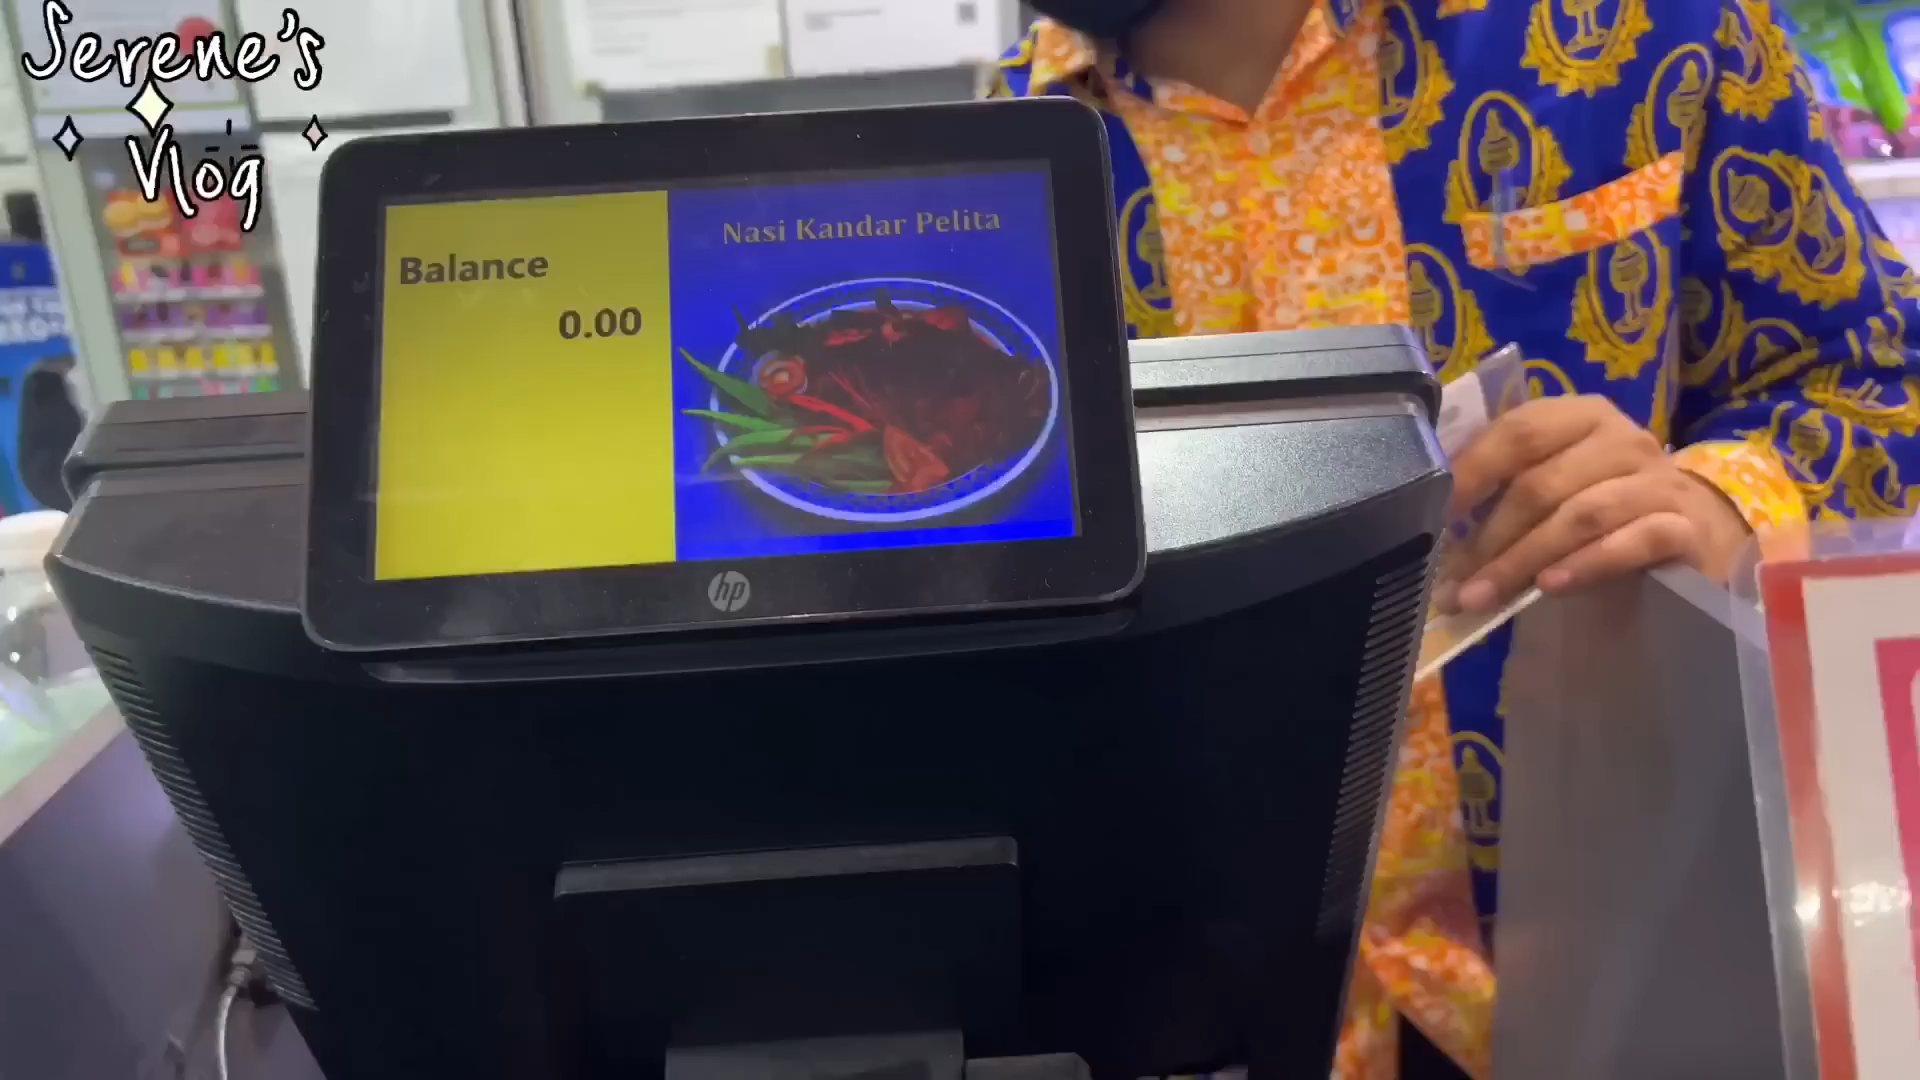 Serene's
Vlog
Balance
0.00
Nasi Kandar Pelita
hp